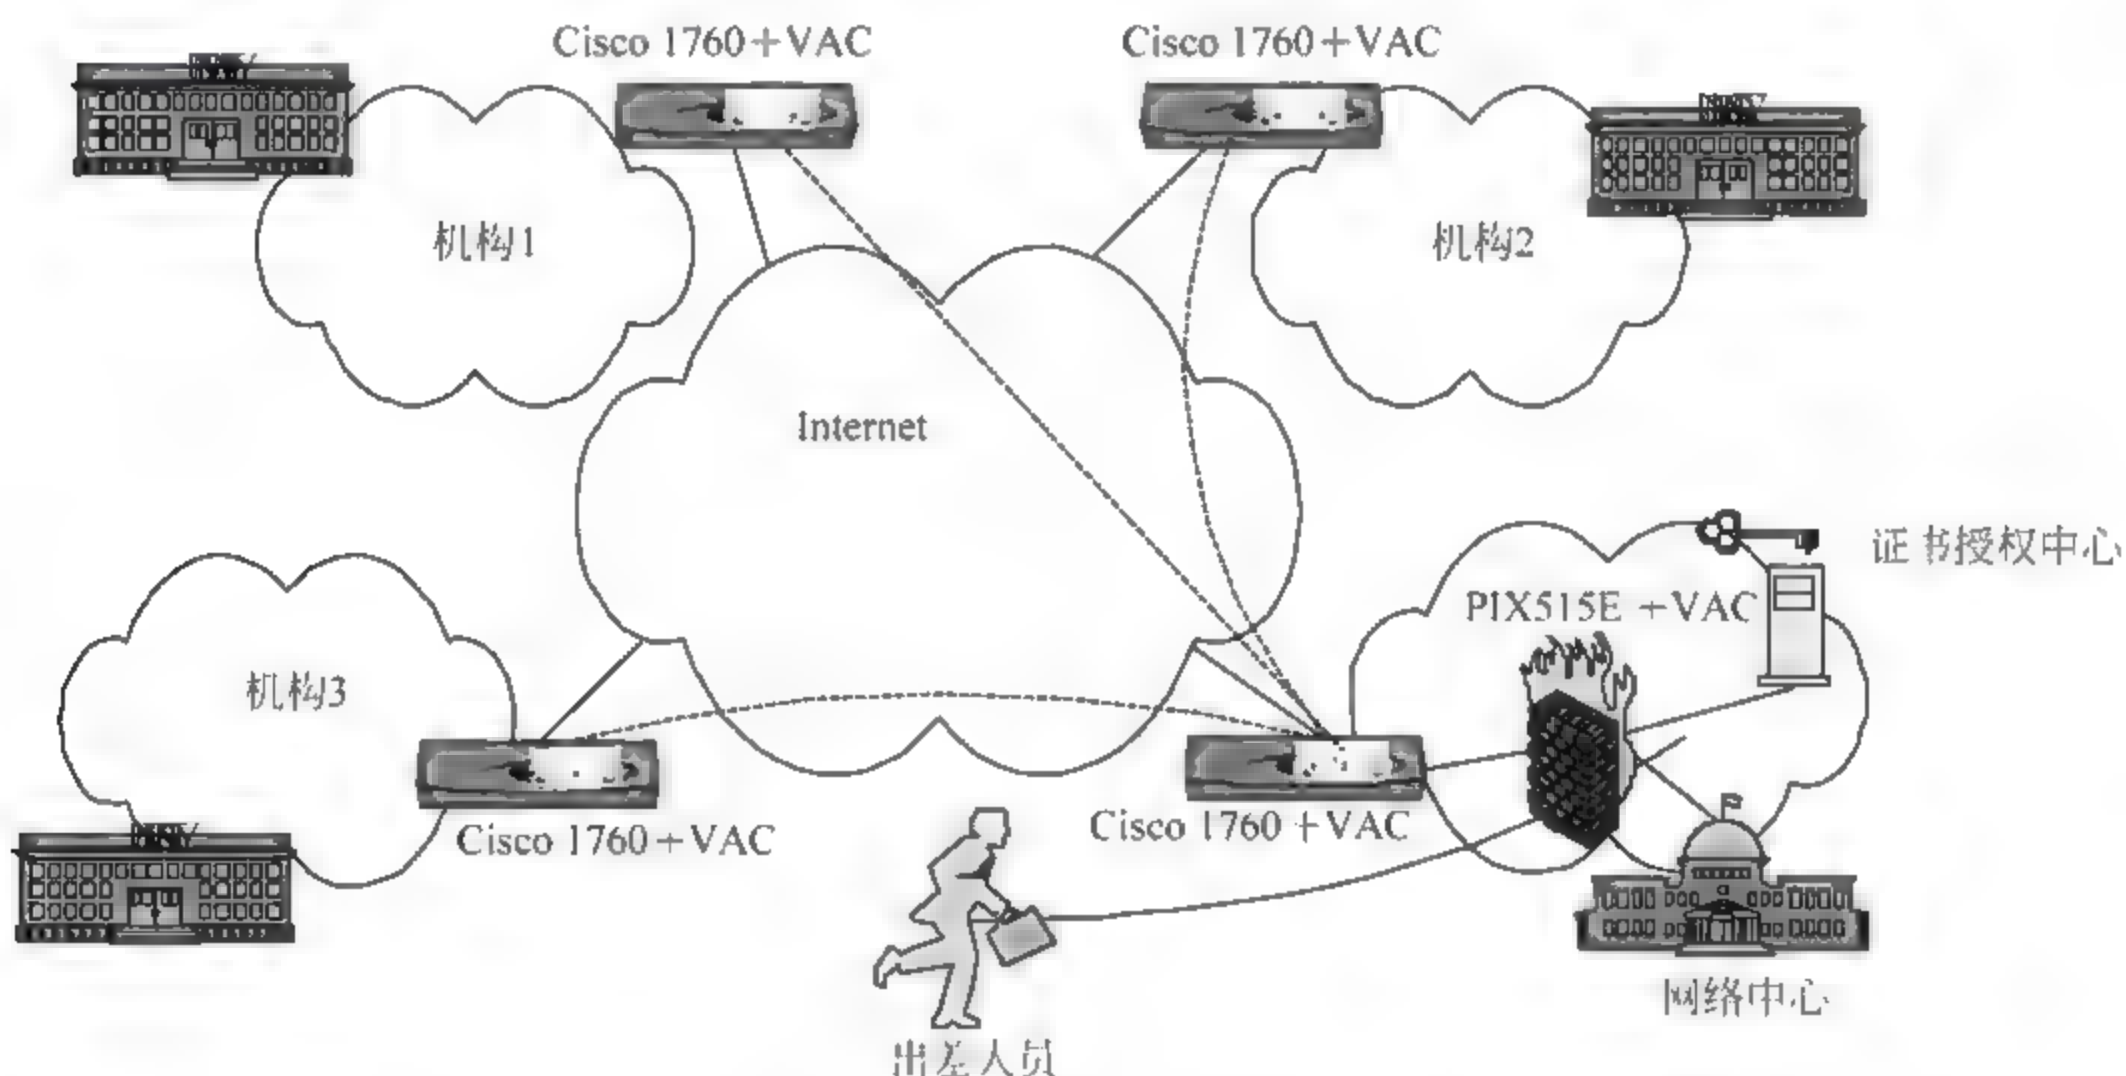 Cisco 1760+VAC
Cisco 1760+VAC
机构1
机构2
Internet
证书授权中心
PIX515E +VAC
机构3
Cisco 1760+VAC
Cisco 1760 +VAC
网络中心
出差人员